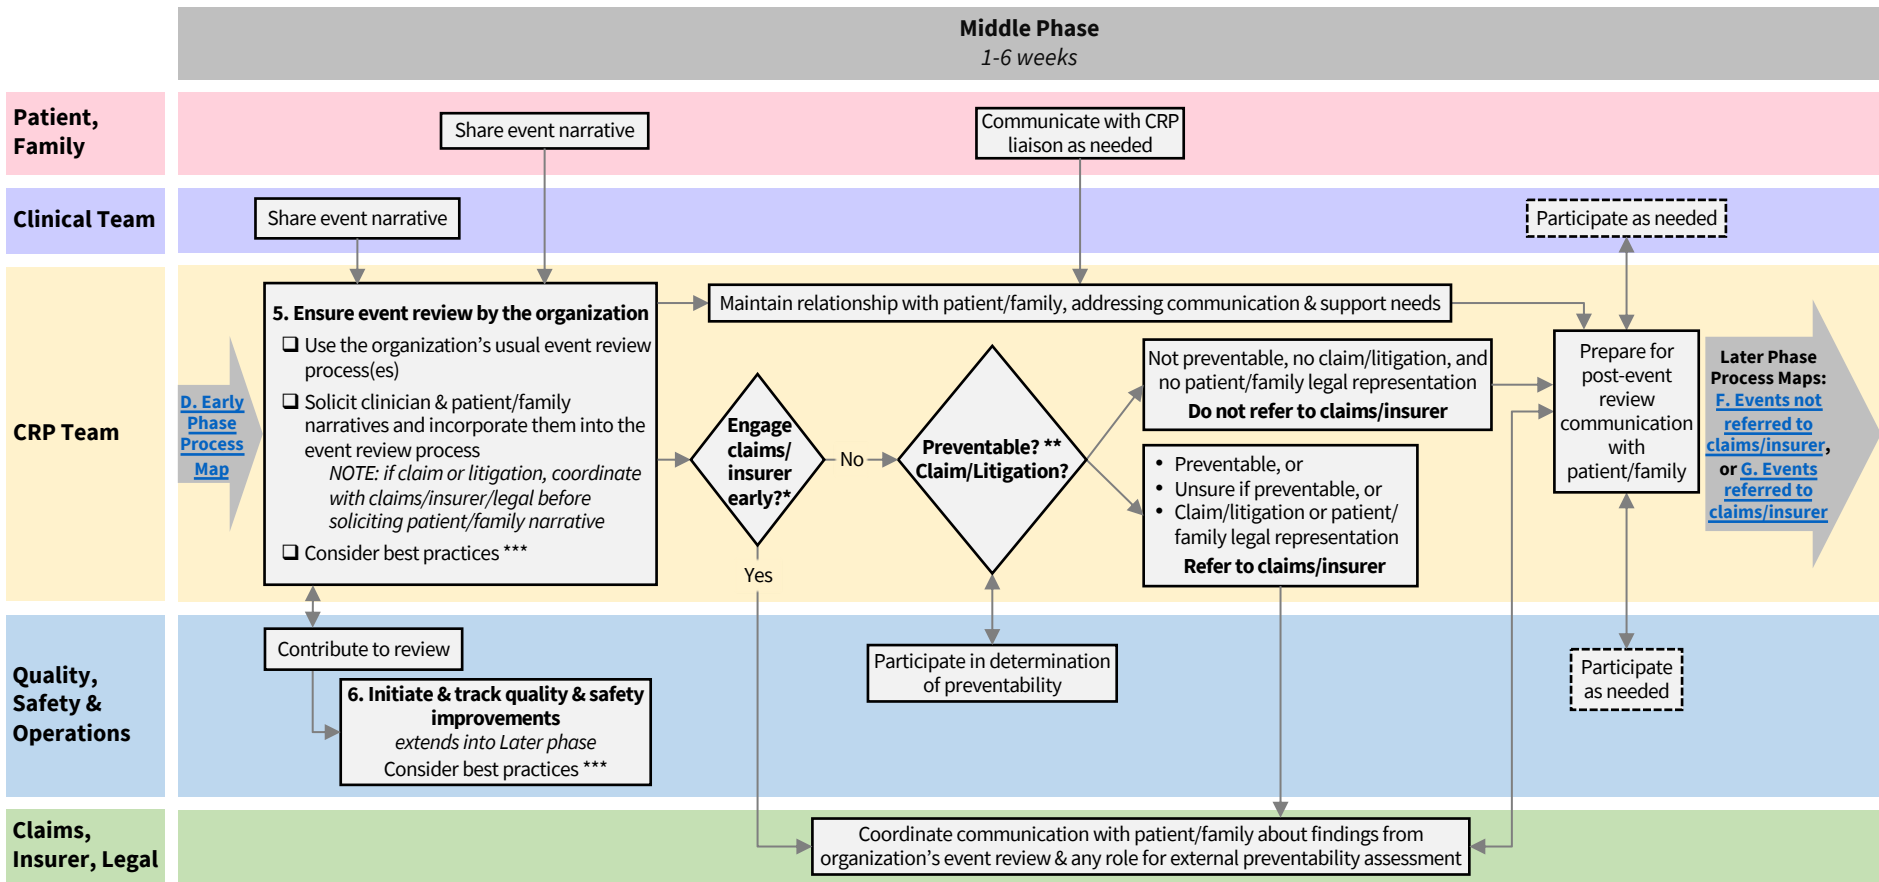 Middle Phase
1-6 weeks
Patient,
Family
Share event narrative
Communicate with CRP
liaison as needed
Clinical Team
Share event narrative
Participate as needed
CRP Team
D. Early
Phase
Process
Map
5. Ensure event review by the organization
❑ Use the organization's usual event review
process(es)
❑ Solicit clinician & patient/family
narratives and incorporate them into the
event review process
NOTE: if claim or litigation, coordinate
with claims/insurer/legal before
soliciting patient/family narrative
❑ Consider best practices ***
Maintain relationship with patient/family, addressing communication & support needs
Engage
claims/
insurer
early?*
No
Yes
Preventable? **
Claim/Litigation?
Not preventable, no claim/litigation, and
no patient/family legal representation
Do not refer to claims/insurer
• Preventable, or
• Unsure if preventable, or
• Claim/litigation or patient/
family legal representation
Refer to claims/insurer
Prepare for
post-event
review
communication
with
patient/family
Later Phase
Process Maps:
F. Events not
referred to
claims/insurer,
or G. Events
referred to
claims/insurer
Quality,
Safety &
Operations
Contribute to review
6. Initiate & track quality & safety
improvements
extends into Later phase
Consider best practices ***
Participate in determination
of preventability
Participate
as needed
Claims,
Insurer, Legal
Coordinate communication with patient/family about findings from
organization's event review & any role for external preventability assessment